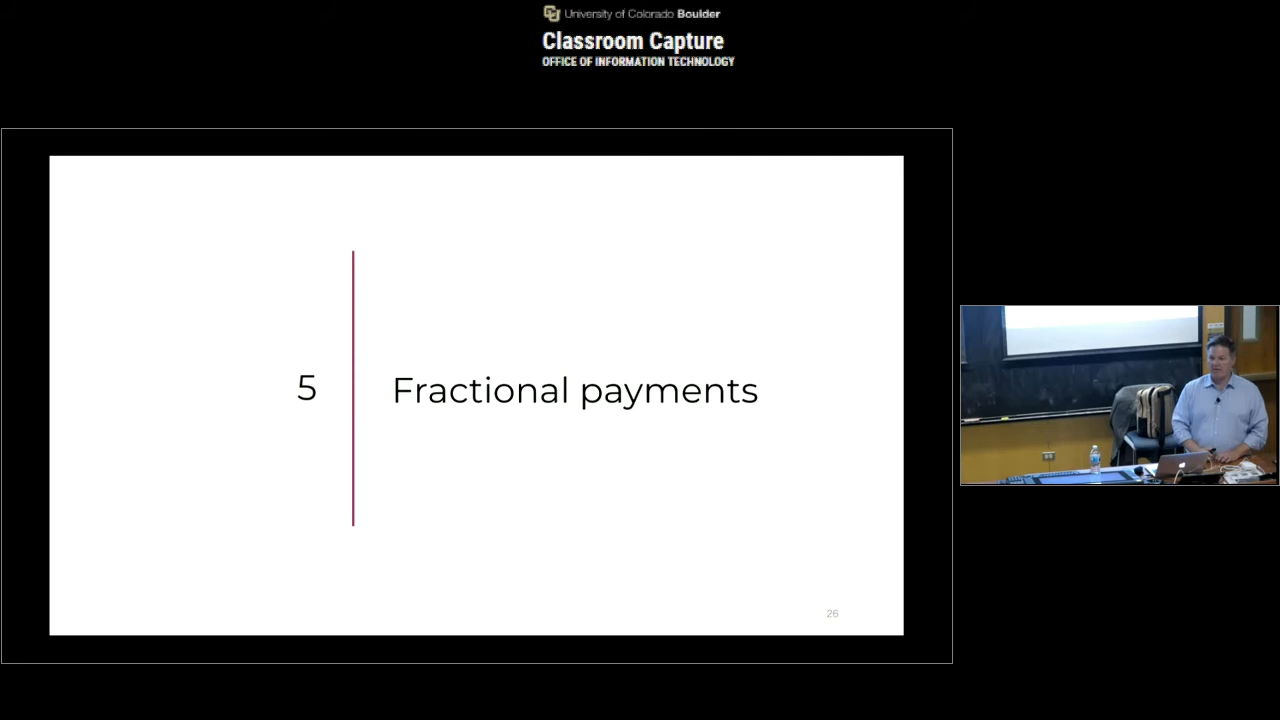 University of Colorado Boulder
Classroom Capture
OFFICE OF INFORMATION TECHNOLOGY
5
Fractional payments
26